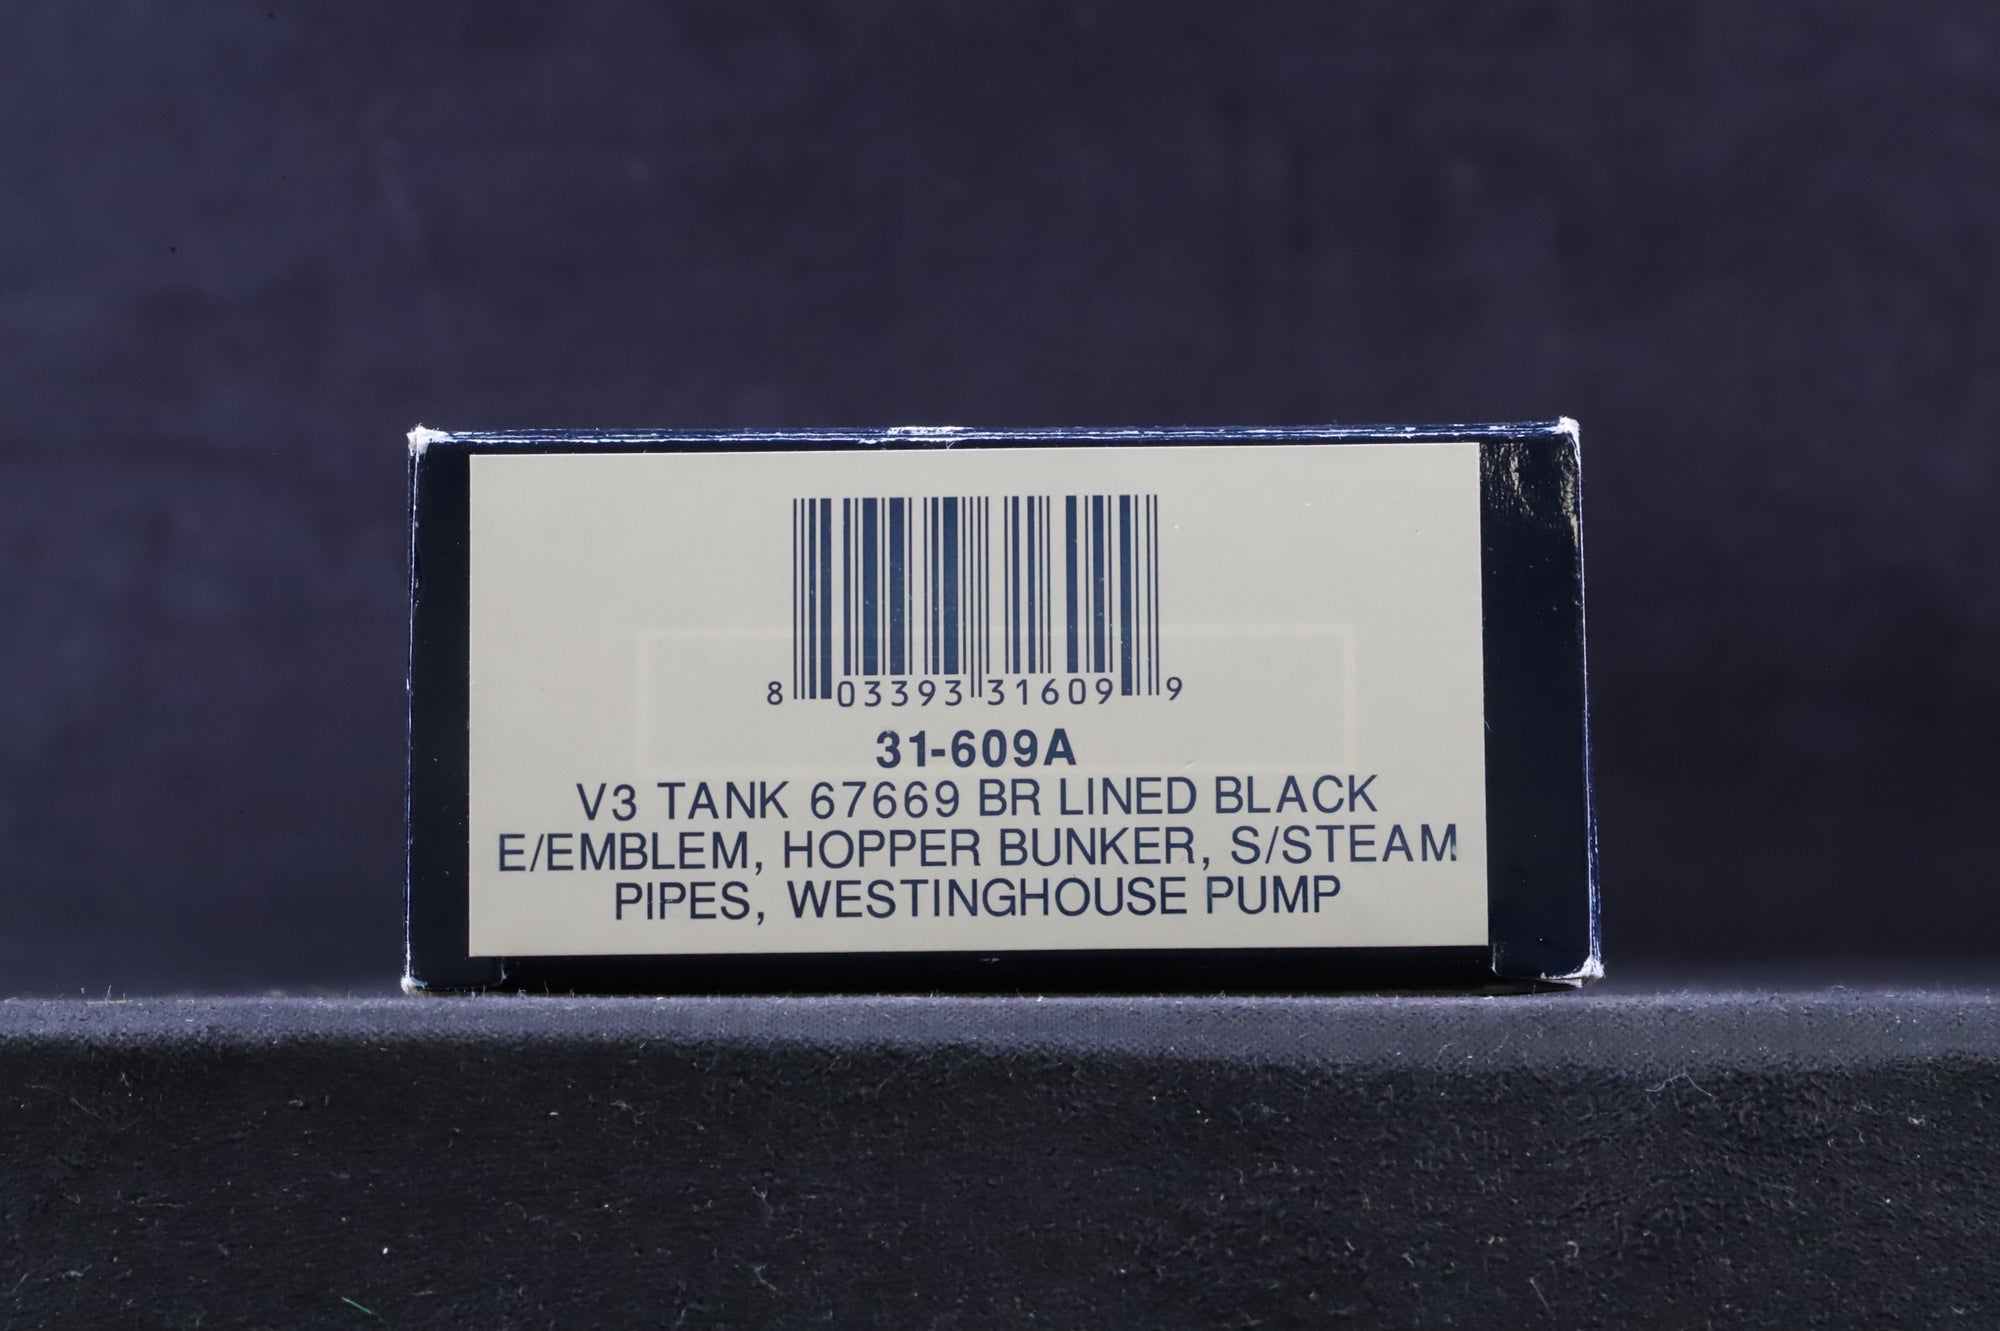 8 03393 31609 9
31-609A
V3 TANK 67669 BR LINED BLACK
E/EMBLEM, HOPPER BUNKER, S/STEAM
PIPES, WESTINGHOUSE PUMP